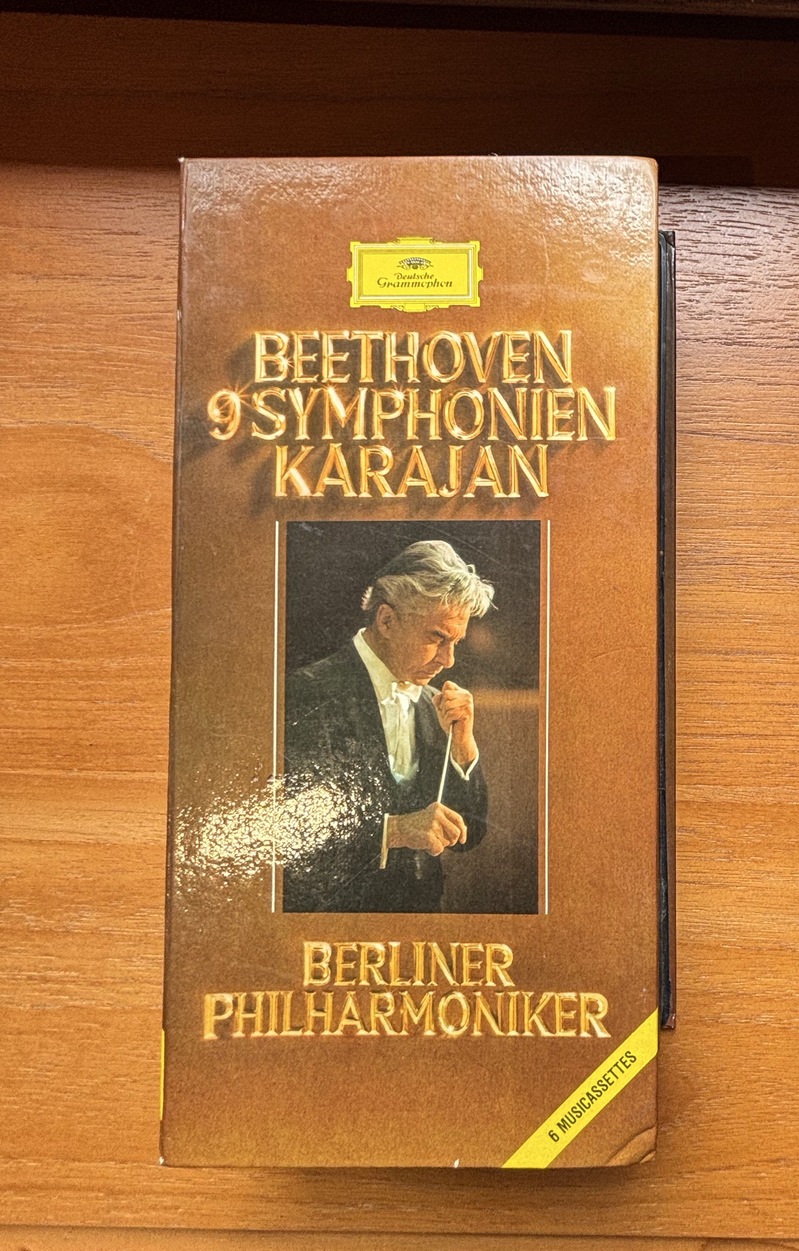 Deutsche
Grammophon
BEETHOVEN
9 SYMPHONIEN
KARAJAN
BERLINER
PHILHARMONIKER
6 MUSICASSETTES